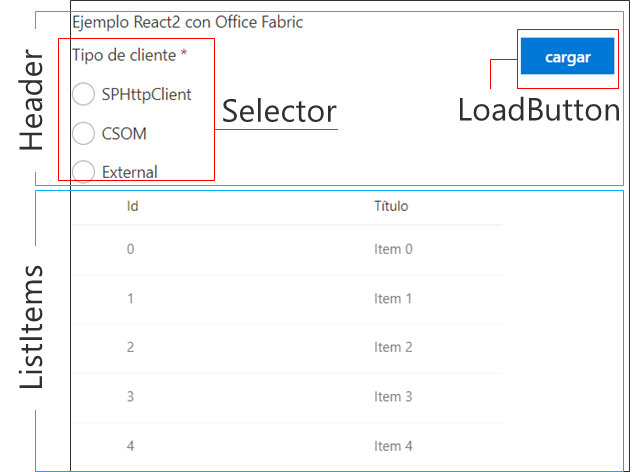 Ejemplo React2 con Office Fabric
Header
Tipo de cliente *
cargar
SPHttpClient
Selector
LoadButton
CSOM
External
ListItems
Id Título
0 Item 0
1 Item 1
2 Item 2
3 Item 3
4 Item 4